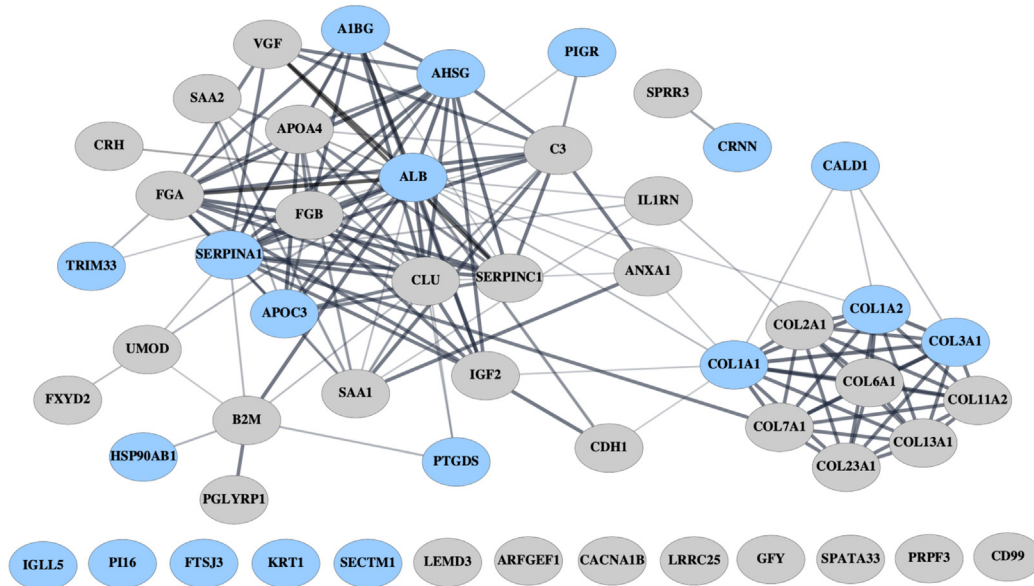 A1BG
VGF
PIGR
AHSG
SAA2
SPRR3
APOA4
CRH
C3
CRNN
CALD1
ALB
FGA
IL1RN
FGB
SERPINA1
TRIM33
ANXA1
SERPINC1
CLU
APOC3
COL1A2
COL2A1
COL3A1
UMOD
COL1A1
IGF2
COL6A1
SAA1
FXYD2
COL11A2
B2M
COL7A1
COL13A1
CDH1
HSP90AB1
PTGDS
COL23A1
PGLYRP1
IGLL5 PI16 FTSJ3 KRT1 SECTM1 LEMD3 ARFGEF1 CACNA1B LRRC25 GFY SPATA33 PRPF3 CD99